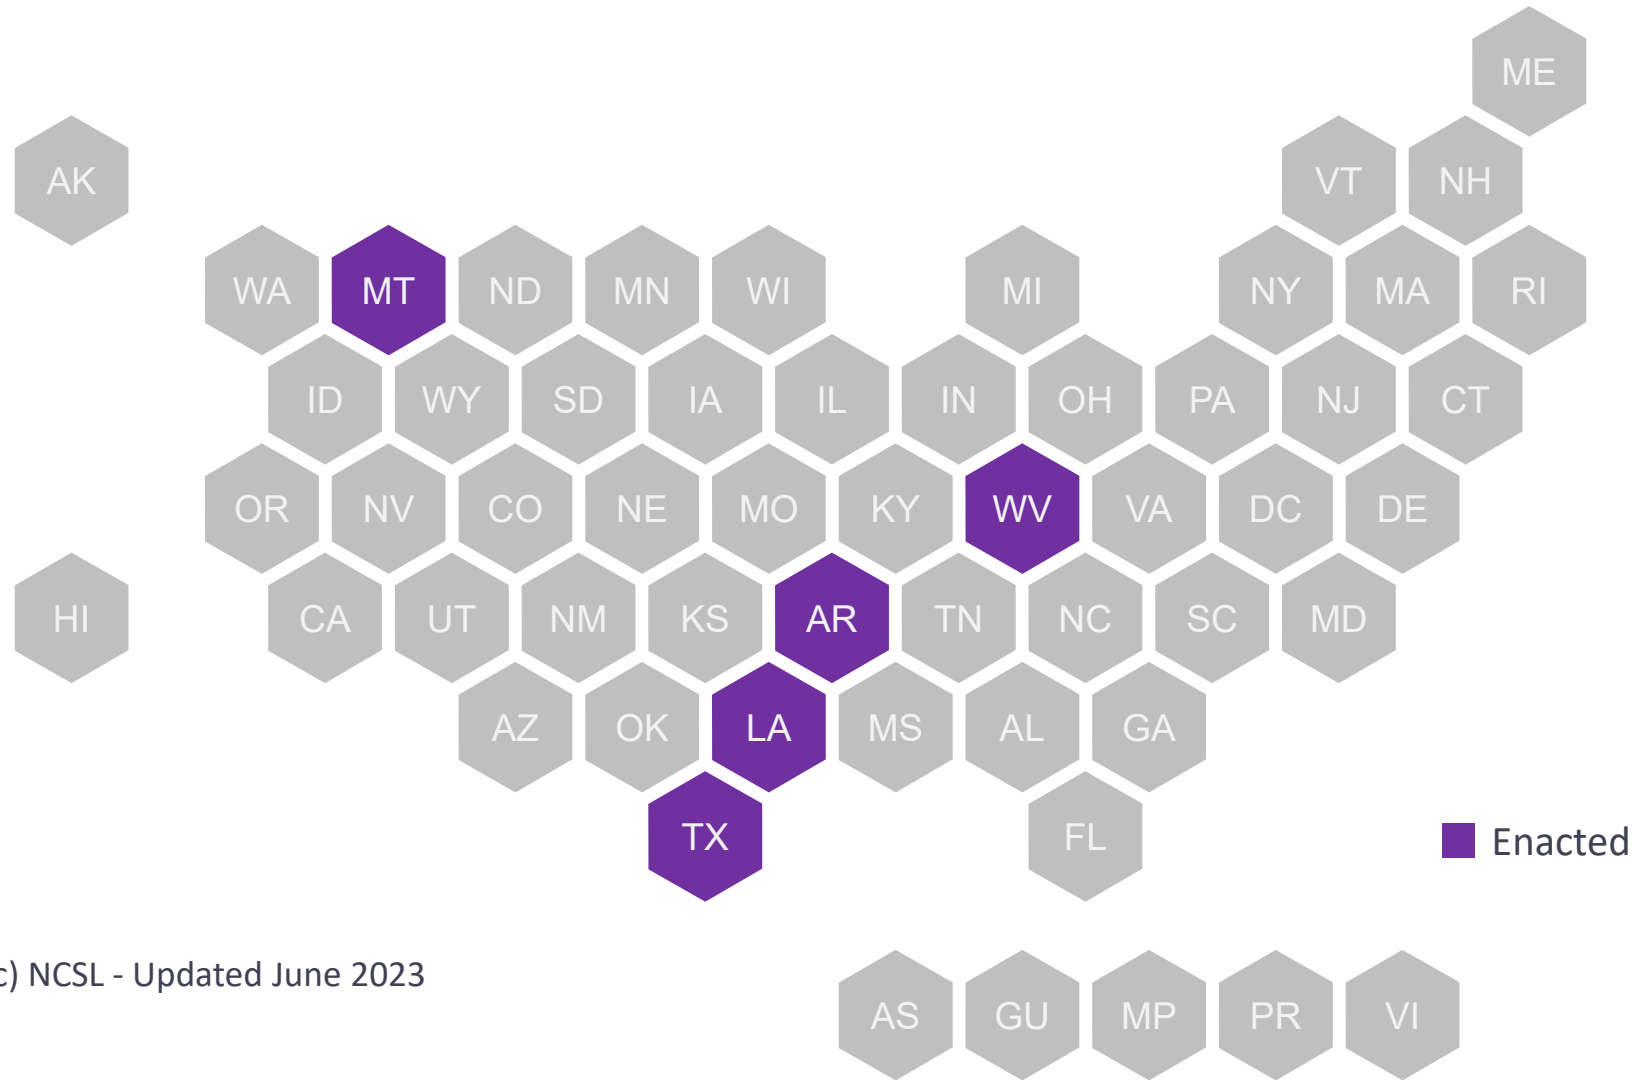 ME
AK
VT
NH
WA
MT
ND
MN
WI
MI
NY
MA
RI
ID
WY
SD
IA
IL
IN
OH
PA
NJ
CT
OR
NV
CO
NE
MO
KY
WV
VA
DC
DE
HI
CA
UT
NM
KS
AR
TN
NC
SC
MD
AZ
OK
LA
MS
AL
GA
TX
FL
Enacted
c) NCSL - Updated June 2023
AS
GU
MP
PR
VI